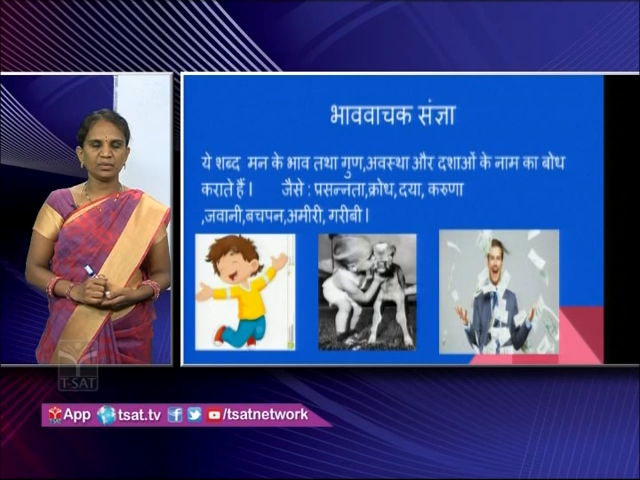 भाववाचक संज्ञा
ये शब्द मन के भाव तथा गुण,अवस्था और दशाओं के नाम का बोध
कराते हैं । जैसे : प्रसन्नता,क्रोध,दया, करुणा
,जवानी,बचपन,अमीरी, गरीबी ।
T-SAT
App tsat.tv /tsatnetwork